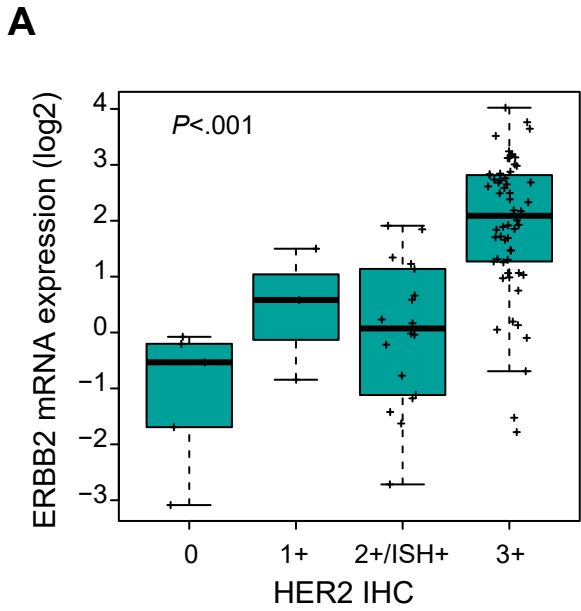 A
P<.001
ERBB2 mRNA expression (log2)
4
3
2
1
0
−1
−2
−3
0 1+ 2+/ISH+ 3+
HER2 IHC